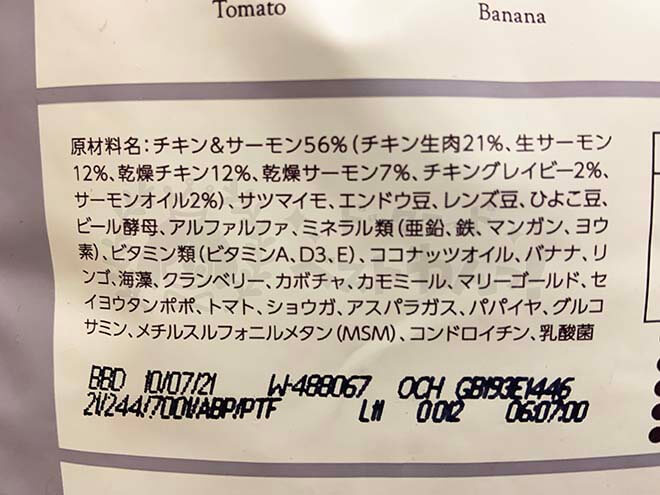 Tomato
Banana
原材料名：チキン＆サーモン56%（チキン生肉21%、生サーモン
12%、乾燥チキン12%、乾燥サーモン7%、チキングレイビー2%、
サーモンオイル2%）、サツマイモ、エンドウ豆、レンズ豆、ひよこ豆、
ビール酵母、アルファルファ、ミネラル類（亜鉛、鉄、マンガン、ヨウ
素）、ビタミン類（ビタミンA、D3、E）、ココナッツオイル、バナナ、リ
ンゴ、海藻、クランベリー、カボチャ、カモミール、マリーゴールド、セ
イヨウタンポポ、トマト、ショウガ、アスパラガス、パパイヤ、グルコ
サミン、メチルスルフォニルメタン（MSM）、コンドロイチン、乳酸菌
BBD 10/07/21 W-488067 OCH GB193E1446
L11 0012 06:07:00